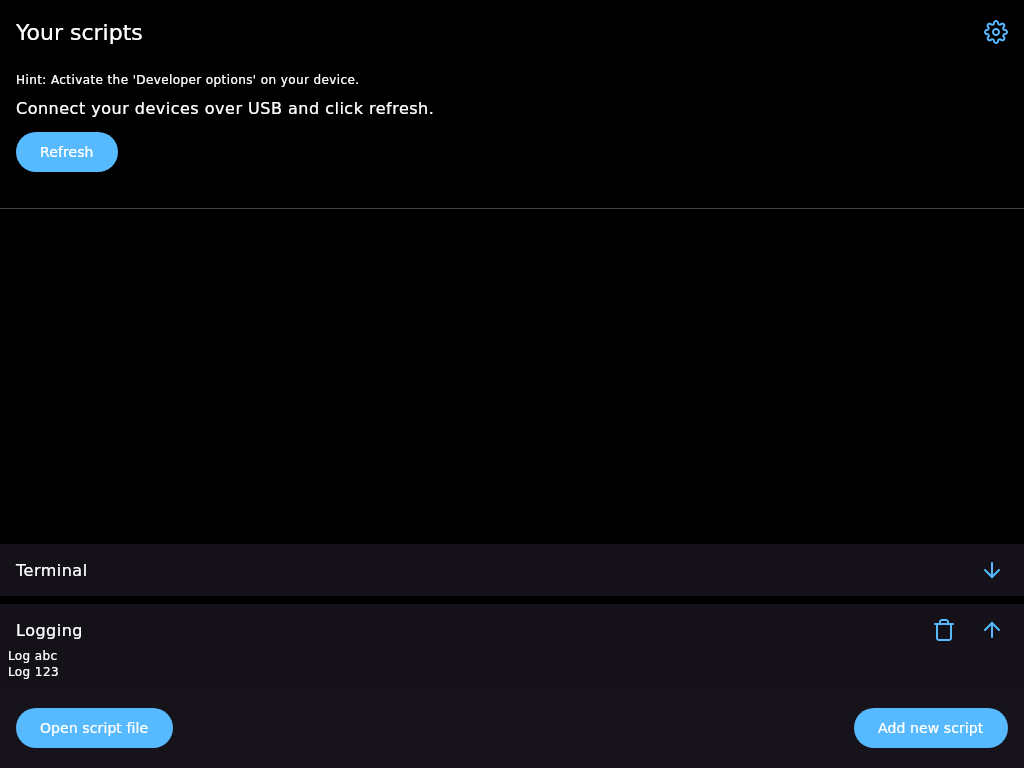 Your scripts
Hint: Activate the 'Developer options' on your device.
Connect your devices over USB and click refresh.
Refresh
Terminal
Logging
Log abc
Log 123
Open script file
Add new script